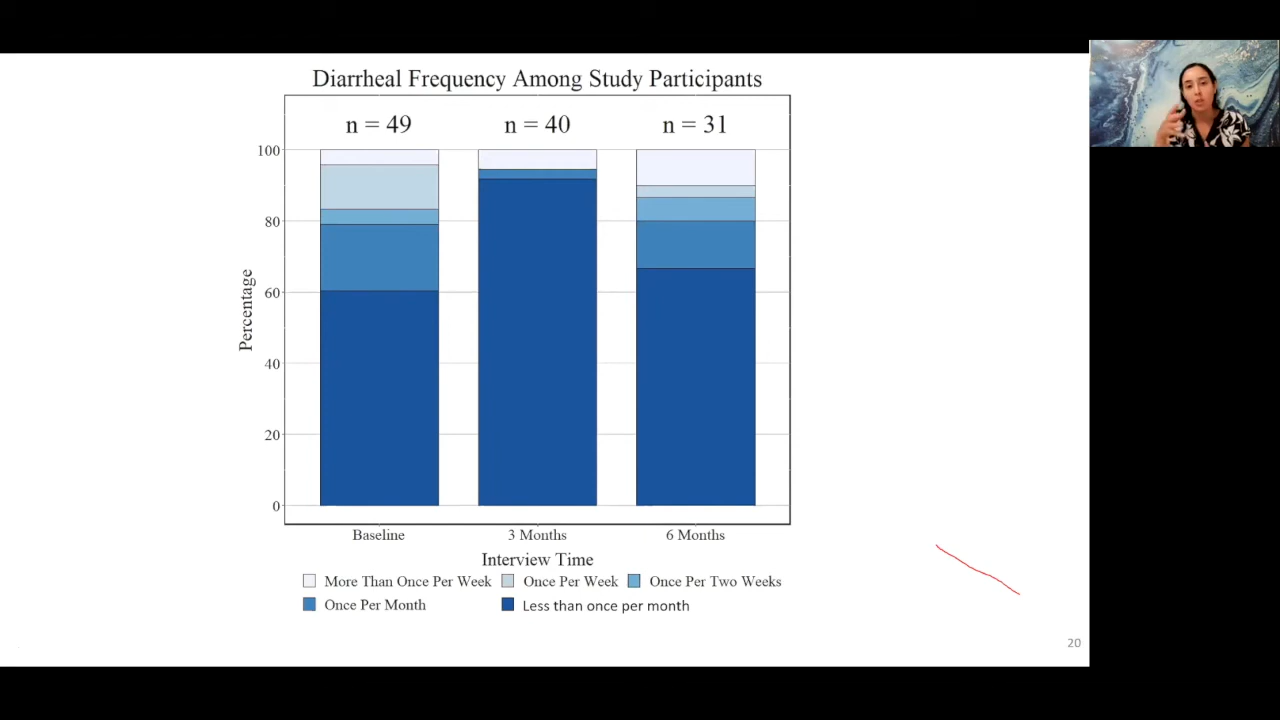 Diarrheal Frequency Among Study Participants
n = 49 n = 40 n = 31
100
80
60
40
20
0
Percentage
Baseline 3 Months 6 Months
Interview Time
More Than Once Per Week Once Per Week Once Per Two Weeks
Once Per Month Less than once per month
20